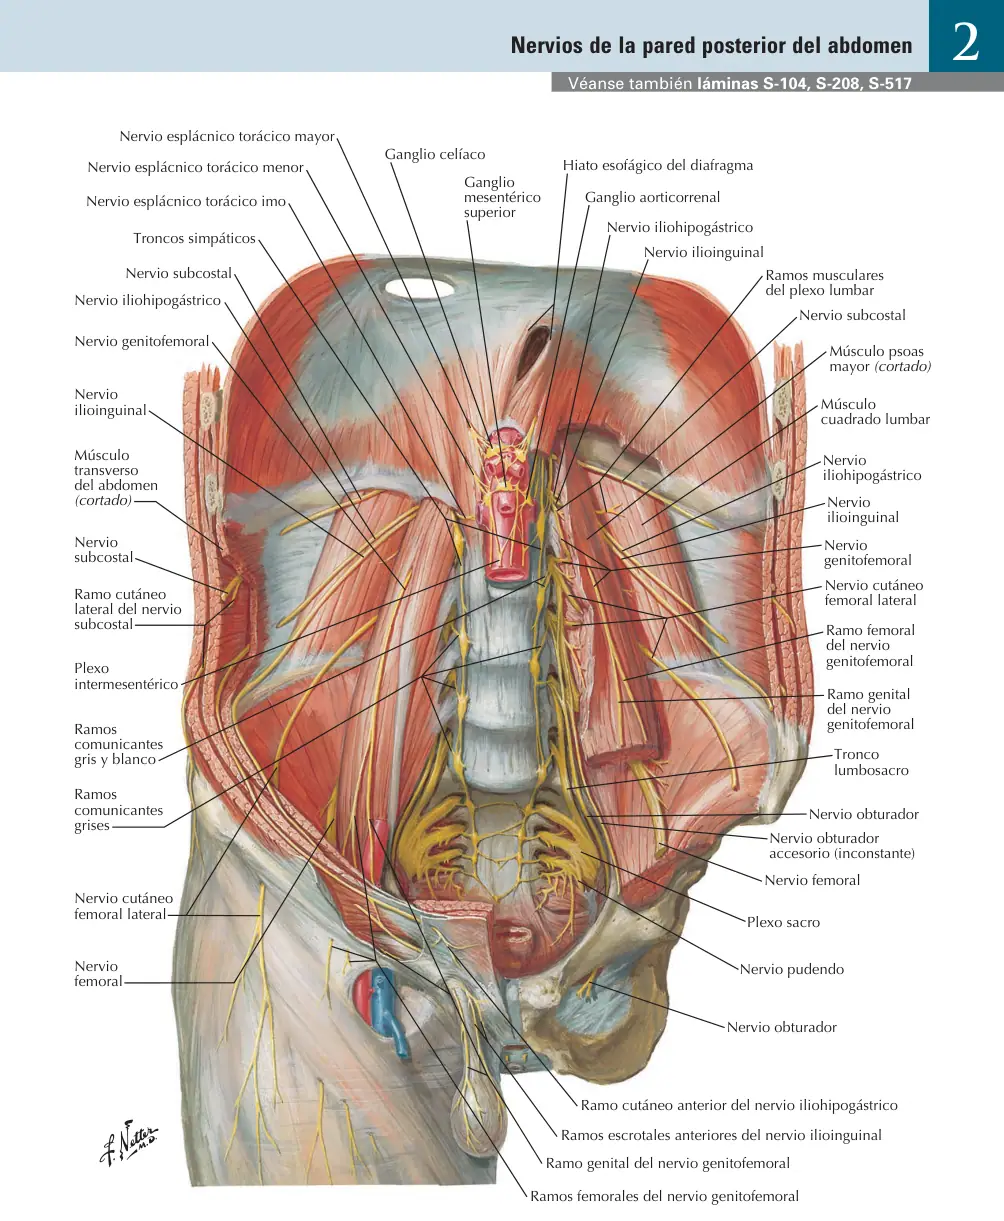 Nervios de la pared posterior del abdomen
2
Véanse también láminas S-104, S-208, S-517
Nervio esplácnico torácico mayor
Nervio esplácnico torácico menor
Nervio esplácnico torácico imo
Troncos simpáticos
Nervio subcostal
Nervio iliohipogástrico
Nervio genitofemoral
Nervio
ilioinguinal
Músculo
transverso
del abdomen
(cortado)
Nervio
subcostal
Ramo cutáneo
lateral del nervio
subcostal
Plexo
intermesentérico
Ramos
comunicantes
gris y blanco
Ramos
comunicantes
grises
Nervio cutáneo
femoral lateral
Nervio
femoral
Ganglio celíaco
Ganglio
mesentérico
superior
Hiato esofágico del diafragma
Ganglio aorticorrenal
Nervio iliohipogástrico
Nervio ilioinguinal
Ramos musculares
del plexo lumbar
Nervio subcostal
Músculo psoas
mayor (cortado)
Músculo
cuadrado lumbar
Nervio
iliohipogástrico
Nervio
ilioinguinal
Nervio
genitofemoral
Nervio cutáneo
femoral lateral
Ramo femoral
del nervio
genitofemoral
Ramo genital
del nervio
genitofemoral
Tronco
lumbosacro
Nervio obturador
Nervio obturador
accesorio (inconstante)
Nervio femoral
Plexo sacro
Nervio pudendo
Nervio obturador
Ramo cutáneo anterior del nervio iliohipogástrico
Ramos escrotales anteriores del nervio ilioinguinal
Ramo genital del nervio genitofemoral
Ramos femorales del nervio genitofemoral
F. Netter
M.D.